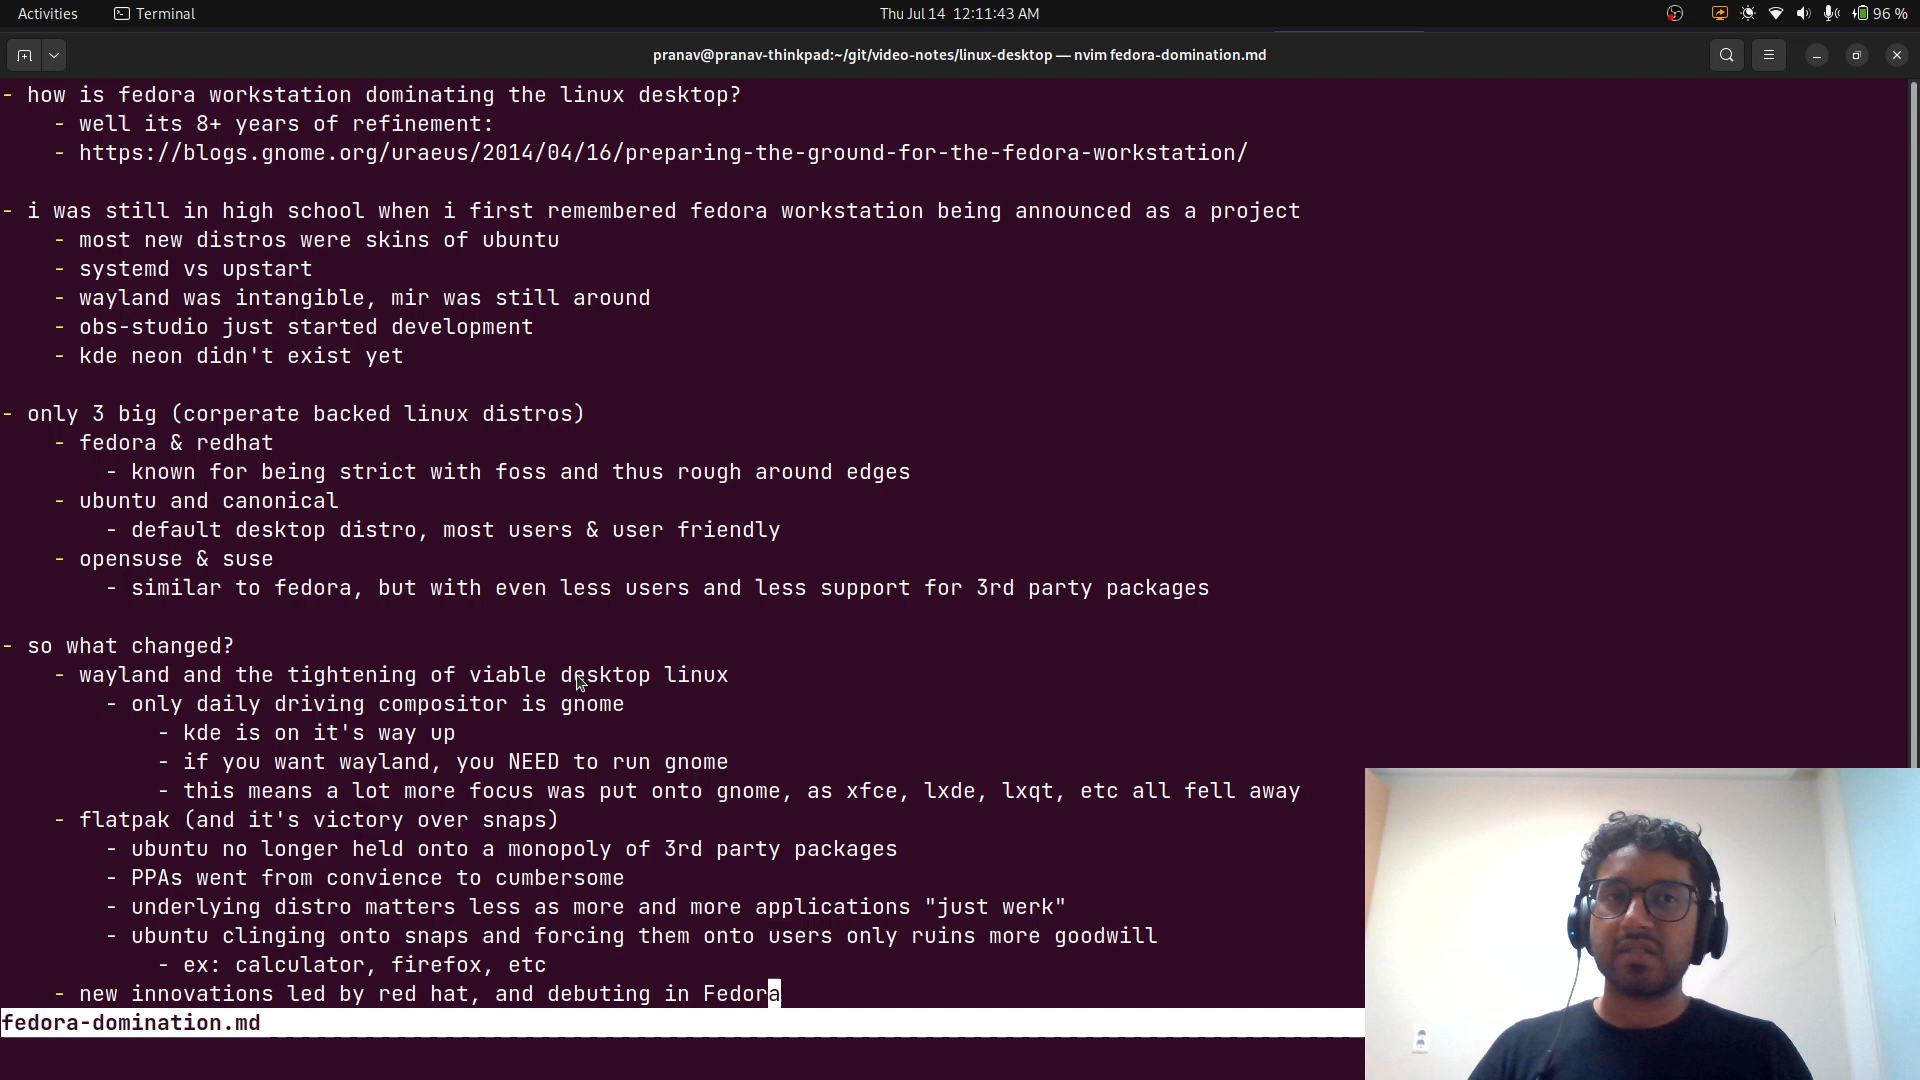 Activities Terminal Thu Jul 14 12:11:43 AM 96 %
pranav@pranav-thinkpad:~/git/video-notes/linux-desktop — nvim fedora-domination.md
- how is fedora workstation dominating the linux desktop?
- well its 8+ years of refinement:
- https://blogs.gnome.org/uraeus/2014/04/16/preparing-the-ground-for-the-fedora-workstation/
- i was still in high school when i first remembered fedora workstation being announced as a project
- most new distros were skins of ubuntu
- systemd vs upstart
- wayland was intangible, mir was still around
- obs-studio just started development
- kde neon didn't exist yet
- only 3 big (corperate backed linux distros)
- fedora & redhat
- known for being strict with foss and thus rough around edges
- ubuntu and canonical
- default desktop distro, most users & user friendly
- opensuse & suse
- similar to fedora, but with even less users and less support for 3rd party packages
- so what changed?
- wayland and the tightening of viable desktop linux
- only daily driving compositor is gnome
- kde is on it's way up
- if you want wayland, you NEED to run gnome
- this means a lot more focus was put onto gnome, as xfce, lxde, lxqt, etc all fell away
- flatpak (and it's victory over snaps)
- ubuntu no longer held onto a monopoly of 3rd party packages
- PPAs went from convience to cumbersome
- underlying distro matters less as more and more applications "just werk"
- ubuntu clinging onto snaps and forcing them onto users only ruins more goodwill
- ex: calculator, firefox, etc
- new innovations led by red hat, and debuting in Fedora
fedora-domination.md